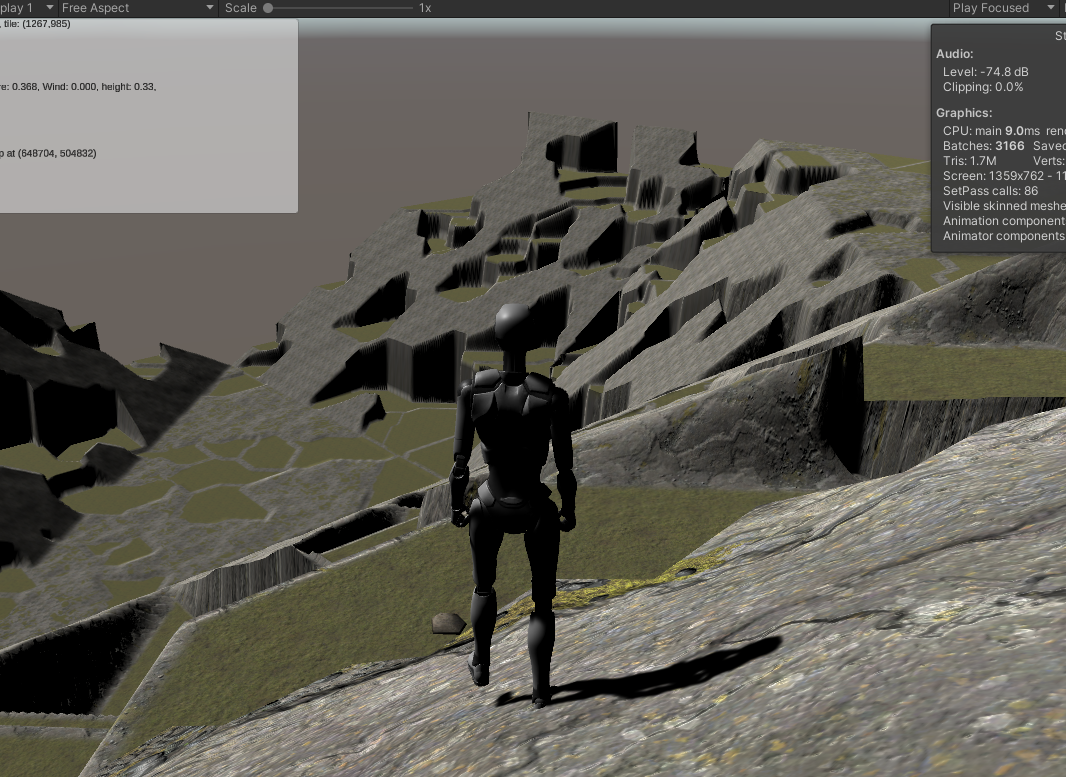 play 1 Free Aspect Scale 1x Play Focused
, tile: (1267,985)
re: 0.368, Wind: 0.000, height: 0.33,
p at (648704, 504832)
St
Audio:
Level: -74.8 dB
Clipping: 0.0%
Graphics:
CPU: main 9.0ms ren
Batches: 3166 Saved
Tris: 1.7M Verts:
Screen: 1359x762 - 11
SetPass calls: 86
Visible skinned meshe
Animation component
Animator components